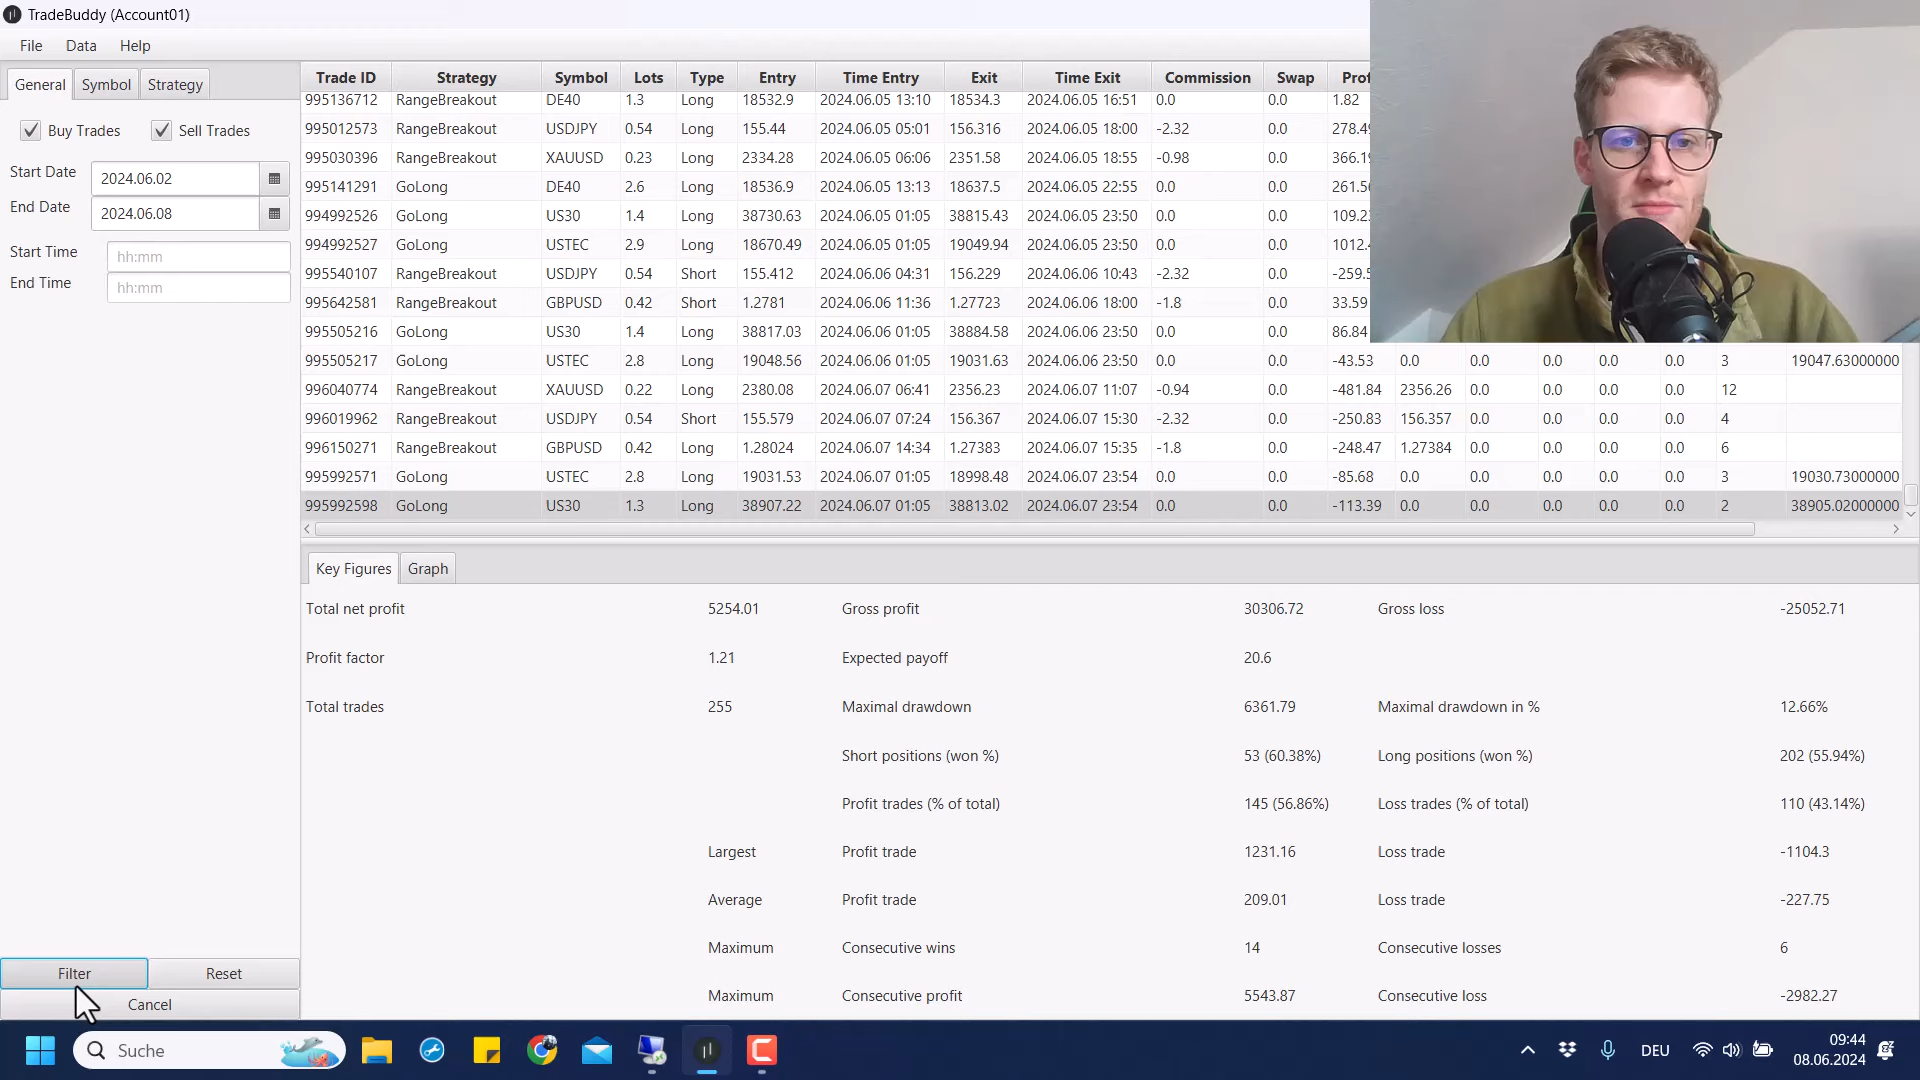 TradeBuddy (Account01)
File Data Help
General Symbol Strategy
Buy Trades Sell Trades
Start Date 2024.06.02
End Date 2024.06.08
Start Time hh:mm
End Time hh:mm
Filter Reset
Cancel
Trade ID Strategy Symbol Lots Type Entry Time Entry Exit Time Exit Commission Swap
995136712 RangeBreakout DE40 1.3 Long 18532.9 2024.06.05 13:10 18534.3 2024.06.05 16:51 0.0 0.0 1.82
995012573 RangeBreakout USDJPY 0.54 Long 155.44 2024.06.05 05:01 156.316 2024.06.05 18:00 -2.32 0.0
995030396 RangeBreakout XAUUSD 0.23 Long 2334.28 2024.06.05 06:06 2351.58 2024.06.05 18:55 -0.98 0.0
995141291 GoLong DE40 2.6 Long 18536.9 2024.06.05 13:13 18637.5 2024.06.05 22:55 0.0 0.0
994992526 GoLong US30 1.4 Long 38730.63 2024.06.05 01:05 38815.43 2024.06.05 23:50 0.0 0.0
994992527 GoLong USTEC 2.9 Long 18670.49 2024.06.05 01:05 19049.94 2024.06.05 23:50 0.0 0.0
995540107 RangeBreakout USDJPY 0.54 Short 155.412 2024.06.06 04:31 156.229 2024.06.06 10:43 -2.32 0.0
995642581 RangeBreakout GBPUSD 0.42 Short 1.2781 2024.06.06 11:36 1.27723 2024.06.06 18:00 -1.8 0.0 33.59
995505216 GoLong US30 1.4 Long 38817.03 2024.06.06 01:05 38884.58 2024.06.06 23:50 0.0 0.0 86.84
995505217 GoLong USTEC 2.8 Long 19048.56 2024.06.06 01:05 19031.63 2024.06.06 23:50 0.0 0.0 -43.53 0.0 0.0 0.0 0.0 0.0 3 19047.63000000
996040774 RangeBreakout XAUUSD 0.22 Long 2380.08 2024.06.07 06:41 2356.23 2024.06.07 11:07 -0.94 0.0 -481.84 2356.26 0.0 0.0 0.0 0.0 12
996019962 RangeBreakout USDJPY 0.54 Short 155.579 2024.06.07 07:24 156.367 2024.06.07 15:30 -2.32 0.0 -250.83 156.357 0.0 0.0 0.0 0.0 4
996150271 RangeBreakout GBPUSD 0.42 Long 1.28024 2024.06.07 14:34 1.27383 2024.06.07 15:35 -1.8 0.0 -248.47 1.27384 0.0 0.0 0.0 0.0 6
995992571 GoLong USTEC 2.8 Long 19031.53 2024.06.07 01:05 18998.48 2024.06.07 23:54 0.0 0.0 -85.68 0.0 0.0 0.0 0.0 0.0 3 19030.73000000
995992598 GoLong US30 1.3 Long 38907.22 2024.06.07 01:05 38813.02 2024.06.07 23:54 0.0 0.0 -113.39 0.0 0.0 0.0 0.0 0.0 2 38905.02000000
Key Figures Graph
Total net profit 5254.01 Gross profit 30306.72 Gross loss -25052.71
Profit factor 1.21 Expected payoff 20.6
Total trades 255 Maximal drawdown 6361.79 Maximal drawdown in % 12.66%
Short positions (won %) 53 (60.38%) Long positions (won %) 202 (55.94%)
Profit trades (% of total) 145 (56.86%) Loss trades (% of total) 110 (43.14%)
Largest Profit trade 1231.16 Loss trade -1104.3
Average Profit trade 209.01 Loss trade -227.75
Maximum Consecutive wins 14 Consecutive losses 6
Maximum Consecutive profit 5543.87 Consecutive loss -2982.27
Suche
DEU
09:44
08.06.2024